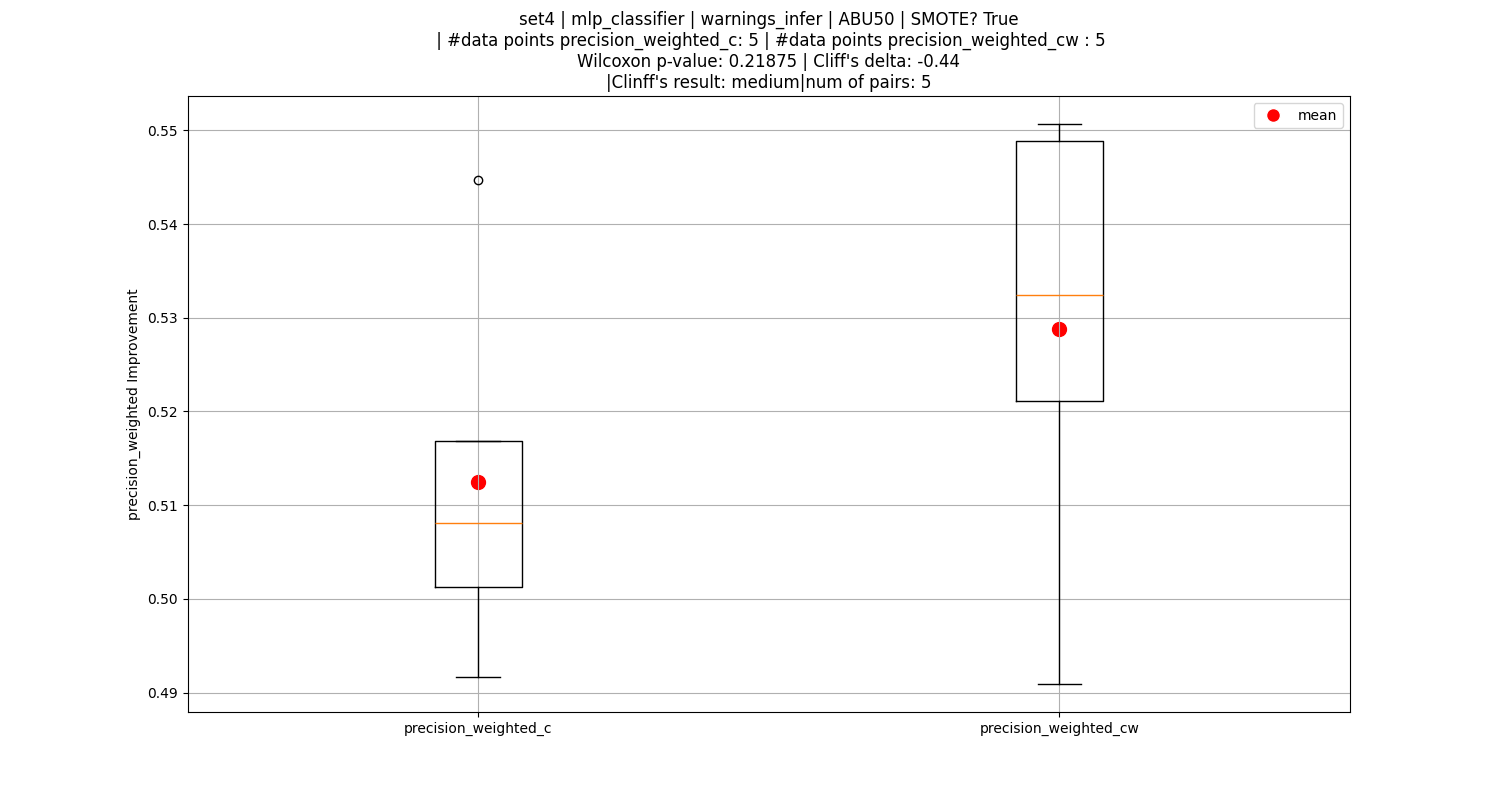 set4 | mlp_classifier | warnings_infer | ABU50 | SMOTE? True
| #data points precision_weighted_c: 5 | #data points precision_weighted_cw : 5
Wilcoxon p-value: 0.21875 | Cliff's delta: -0.44
|Clinff's result: medium|num of pairs: 5
mean
0.55
0.54
0.53
0.52
0.51
0.50
0.49
precision_weighted Improvement
precision_weighted_c
precision_weighted_cw